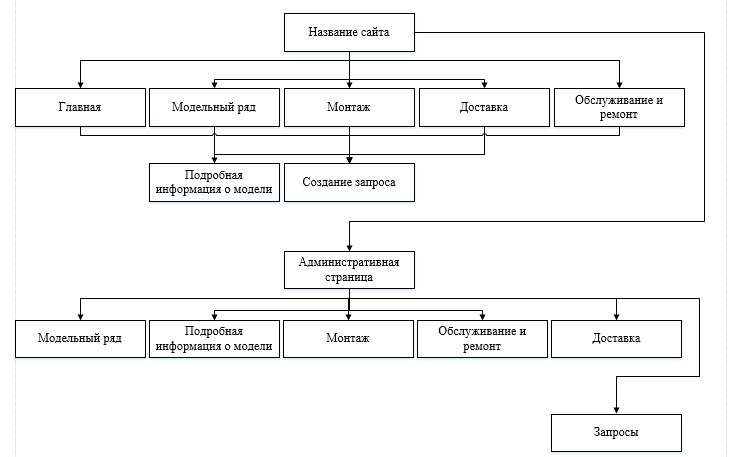 Название сайта
Главная
Модельный ряд
Монтаж
Доставка
Обслуживание и
ремонт
Подробная
информация о модели
Создание запроса
Административная
страница
Модельный ряд
Подробная
информация о модели
Монтаж
Обслуживание и
ремонт
Доставка
Запросы